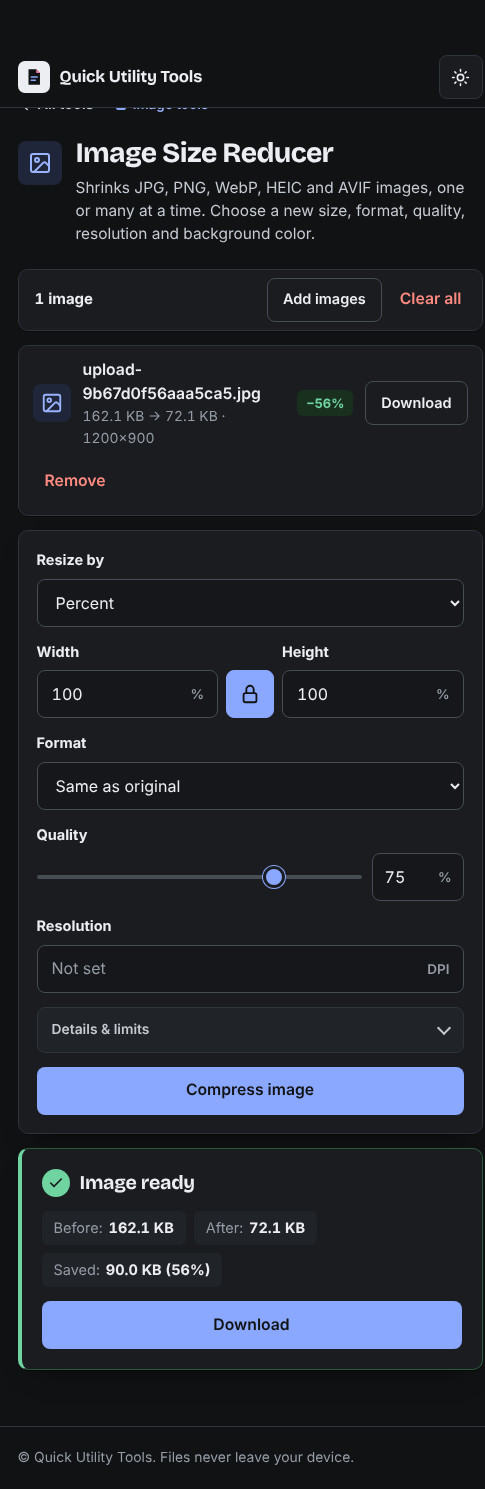 Quick Utility Tools
Image Size Reducer
Shrinks JPG, PNG, WebP, HEIC and AVIF images, one
or many at a time. Choose a new size, format, quality,
resolution and background color.
1 image
Add images
Clear all
upload-
9b67d0f56aaa5ca5.jpg
162.1 KB → 72.1 KB ·
1200×900
−56%
Download
Remove
Resize by
Percent
Width
Height
100 %
100 %
Format
Same as original
Quality
75 %
Resolution
Not set DPI
Details & limits
Compress image
Image ready
Before: 162.1 KB
After: 72.1 KB
Saved: 90.0 KB (56%)
Download
© Quick Utility Tools. Files never leave your device.